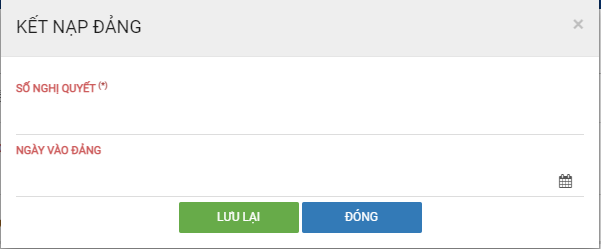 KẾT NẠP ĐẢNG ×
SỐ NGHỊ QUYẾT (*)
NGÀY VÀO ĐẢNG
LƯU LẠI ĐÓNG